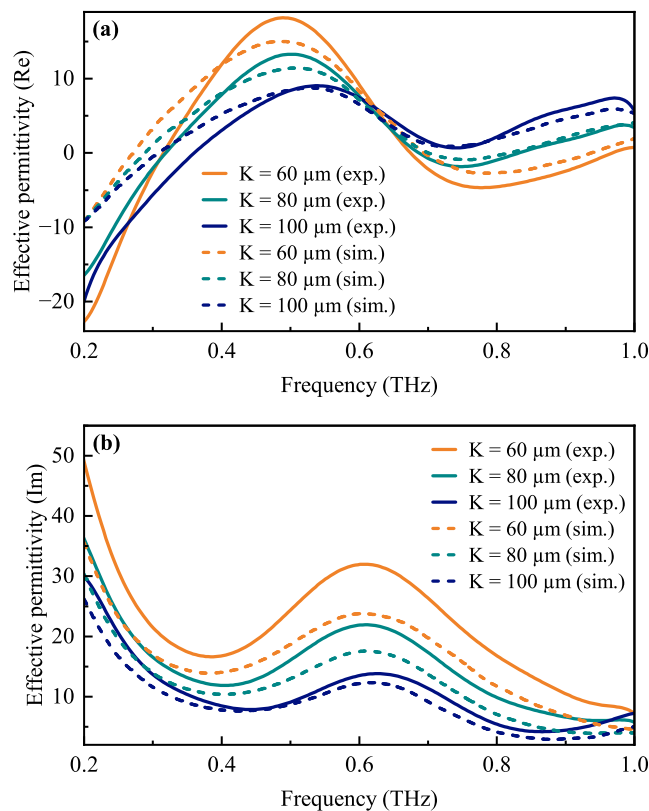 (a)
Effective permittivity (Re)
10
0
−10
−20
K = 60 µm (exp.)
K = 80 µm (exp.)
K = 100 µm (exp.)
K = 60 µm (sim.)
K = 80 µm (sim.)
K = 100 µm (sim.)
0.2 0.4 0.6 0.8 1.0
Frequency (THz)
(b)
Effective permittivity (Im)
50
40
30
20
10
K = 60 µm (exp.)
K = 80 µm (exp.)
K = 100 µm (exp.)
K = 60 µm (sim.)
K = 80 µm (sim.)
K = 100 µm (sim.)
0.2 0.4 0.6 0.8 1.0
Frequency (THz)